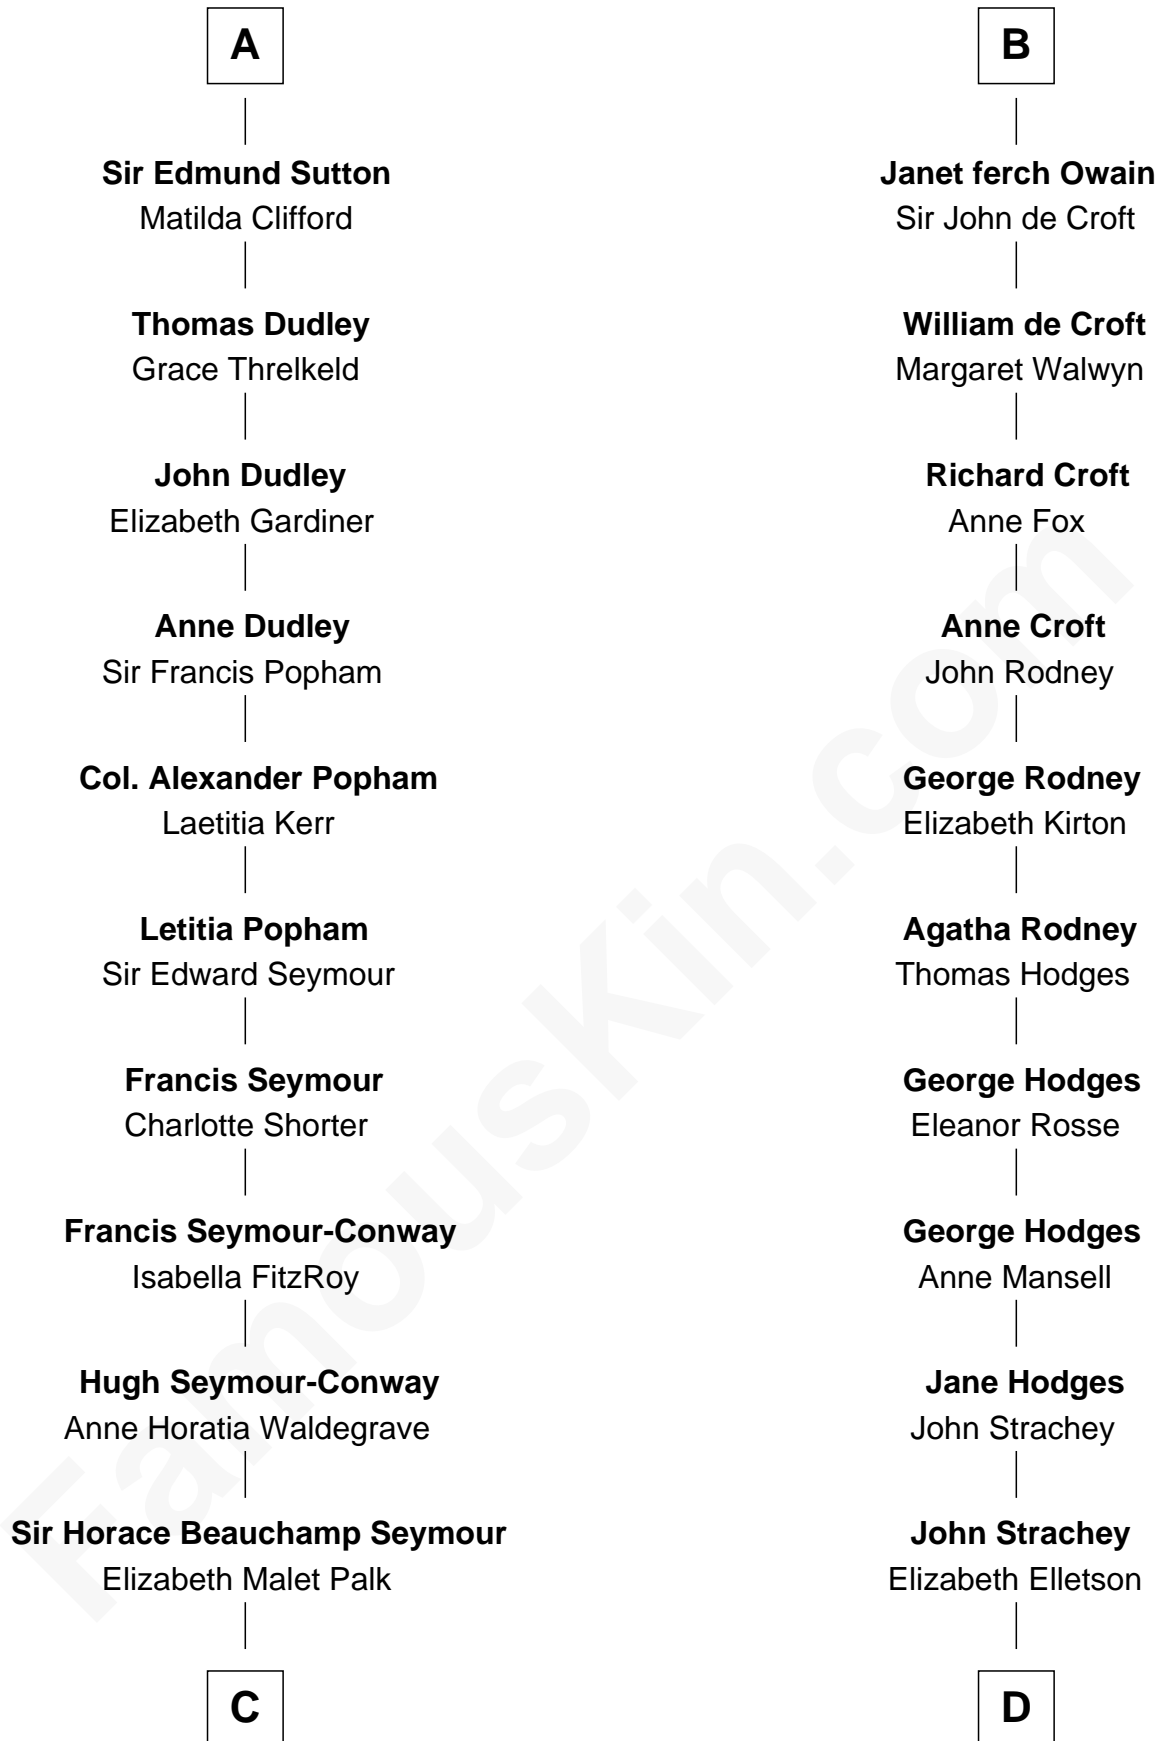 A
Sir Edmund Sutton
Matilda Clifford
Thomas Dudley
Grace Threlkeld
John Dudley
Elizabeth Gardiner
Anne Dudley
Sir Francis Popham
Col. Alexander Popham
Laetitia Kerr
Letitia Popham
Sir Edward Seymour
Francis Seymour
Charlotte Shorter
Francis Seymour-Conway
Isabella FitzRoy
Hugh Seymour-Conway
Anne Horatia Waldegrave
Sir Horace Beauchamp Seymour
Elizabeth Malet Palk
C
B
Janet ferch Owain
Sir John de Croft
William de Croft
Margaret Walwyn
Richard Croft
Anne Fox
Anne Croft
John Rodney
George Rodney
Elizabeth Kirton
Agatha Rodney
Thomas Hodges
George Hodges
Eleanor Rosse
George Hodges
Anne Mansell
Jane Hodges
John Strachey
John Strachey
Elizabeth Elletson
D
FamousKin.com